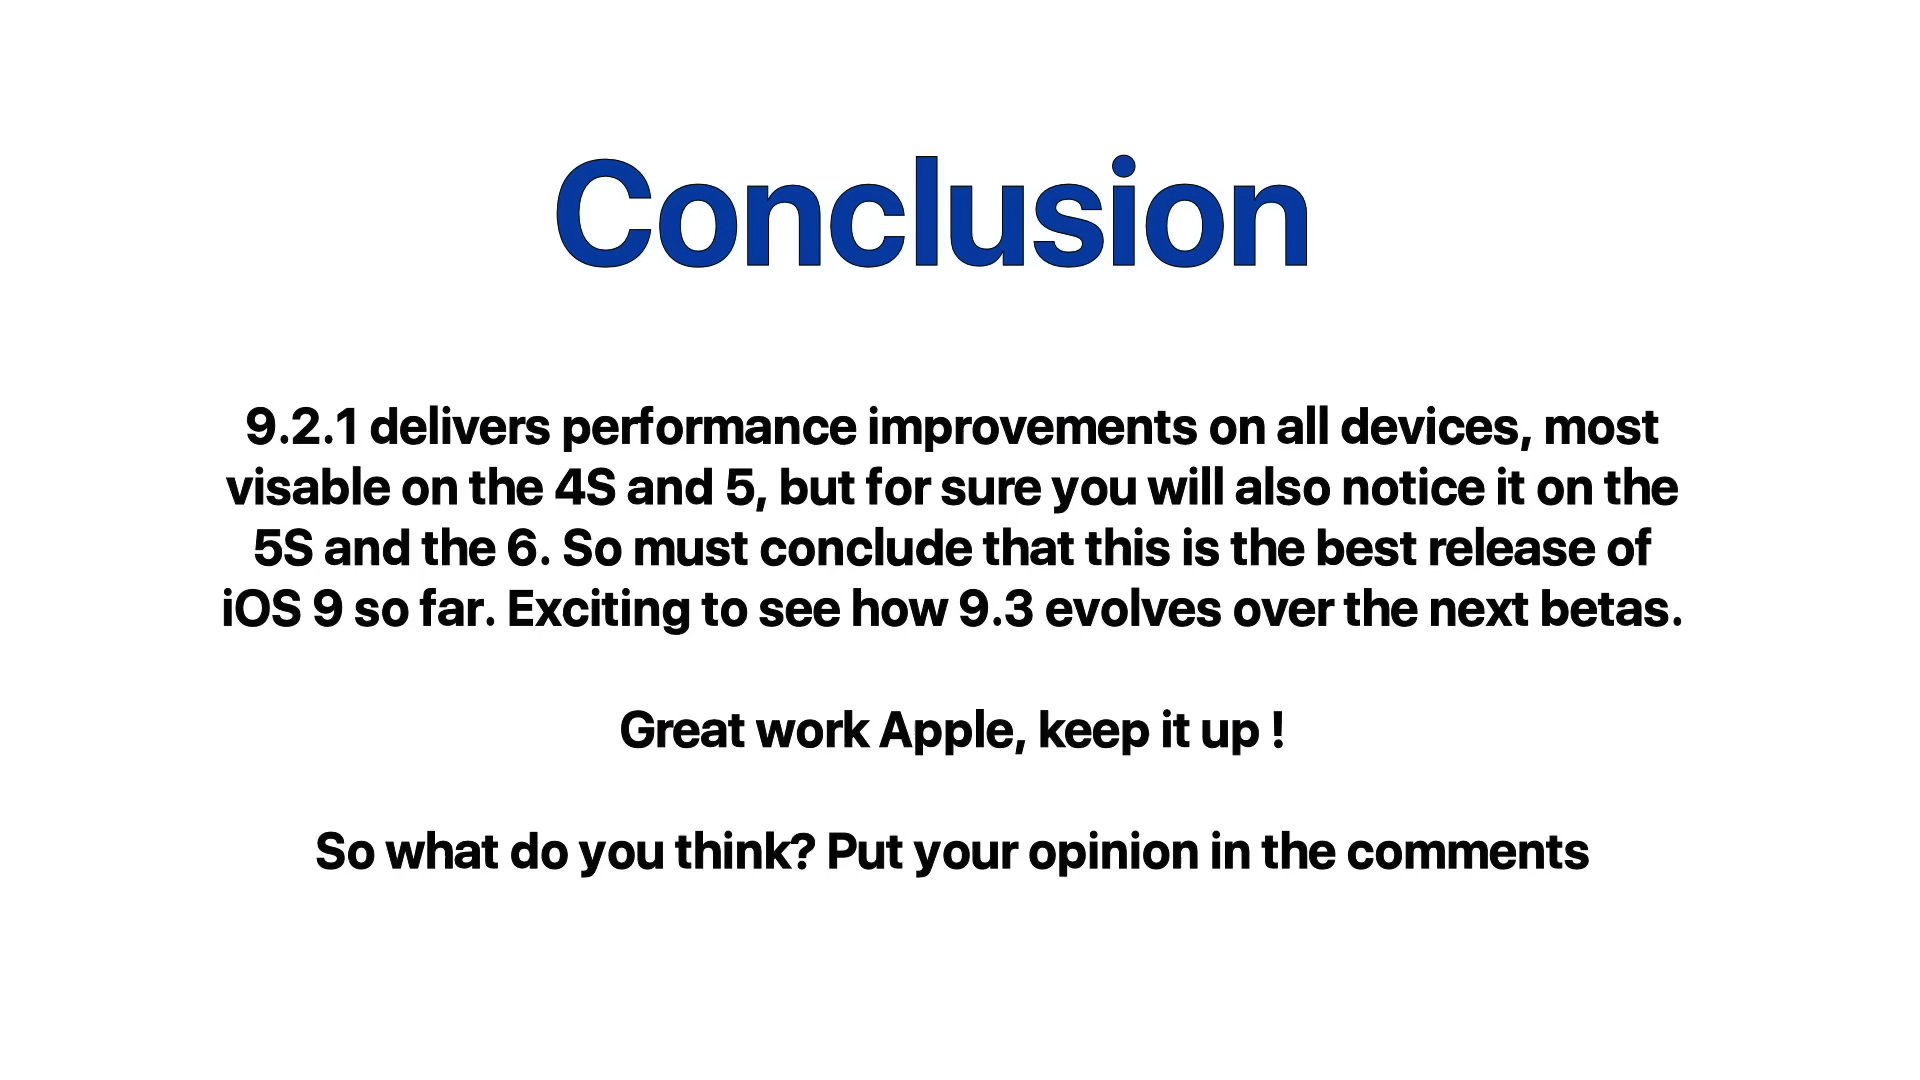 Conclusion
9.2.1 delivers performance improvements on all devices, most
visable on the 4S and 5, but for sure you will also notice it on the
5S and the 6. So must conclude that this is the best release of
iOS 9 so far. Exciting to see how 9.3 evolves over the next betas.
Great work Apple, keep it up !
So what do you think? Put your opinion in the comments